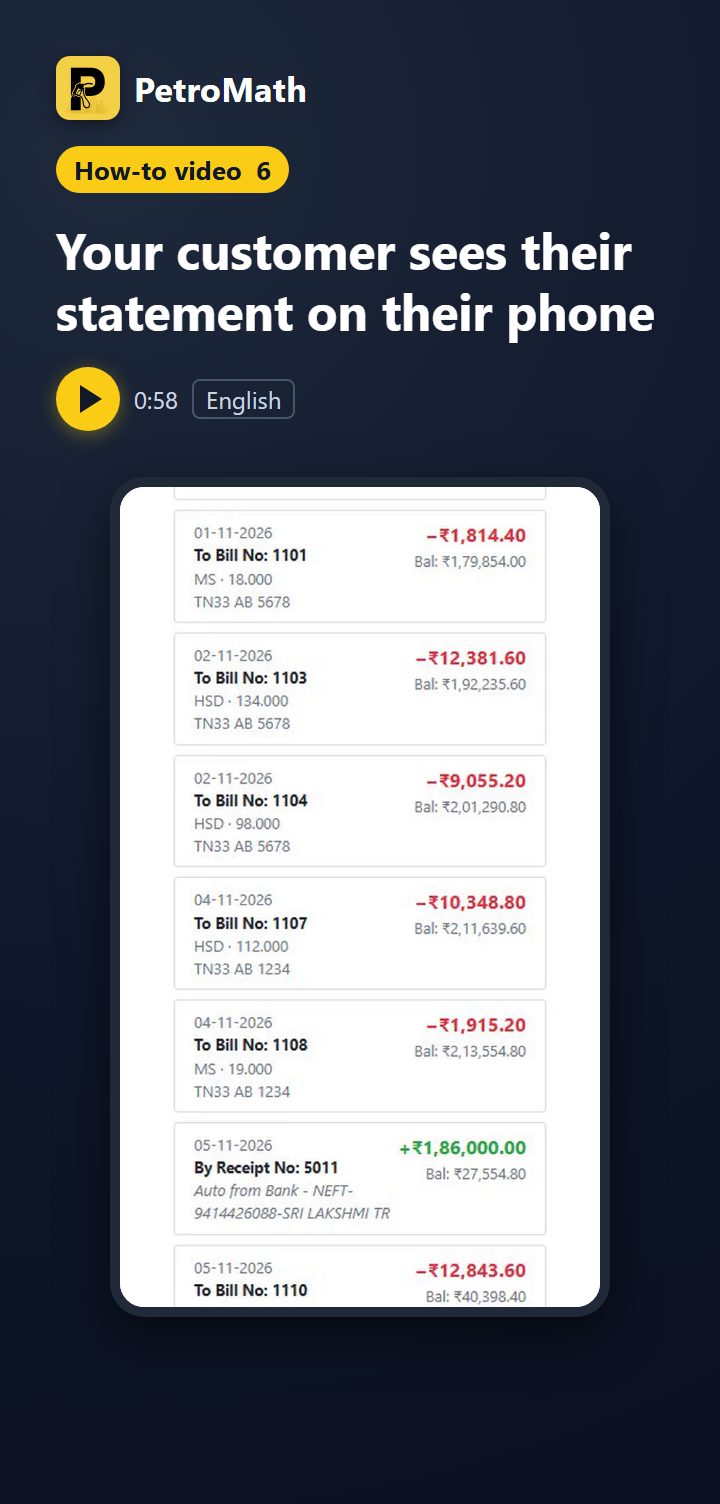 PetroMath
How-to video 6
Your customer sees their
statement on their phone
0:58 English
01-11-2026
−₹1,814.40
To Bill No: 1101
Bal: ₹1,79,854.00
MS · 18.000
TN33 AB 5678
02-11-2026
−₹12,381.60
To Bill No: 1103
Bal: ₹1,92,235.60
HSD · 134.000
TN33 AB 5678
02-11-2026
−₹9,055.20
To Bill No: 1104
Bal: ₹2,01,290.80
HSD · 98.000
TN33 AB 5678
04-11-2026
−₹10,348.80
To Bill No: 1107
Bal: ₹2,11,639.60
HSD · 112.000
TN33 AB 1234
04-11-2026
−₹1,915.20
To Bill No: 1108
Bal: ₹2,13,554.80
MS · 19.000
TN33 AB 1234
05-11-2026
+₹1,86,000.00
By Receipt No: 5011
Bal: ₹27,554.80
Auto from Bank - NEFT-
9414426088-SRI LAKSHMI TR
05-11-2026
−₹12,843.60
To Bill No: 1110
Bal: ₹40,398.40